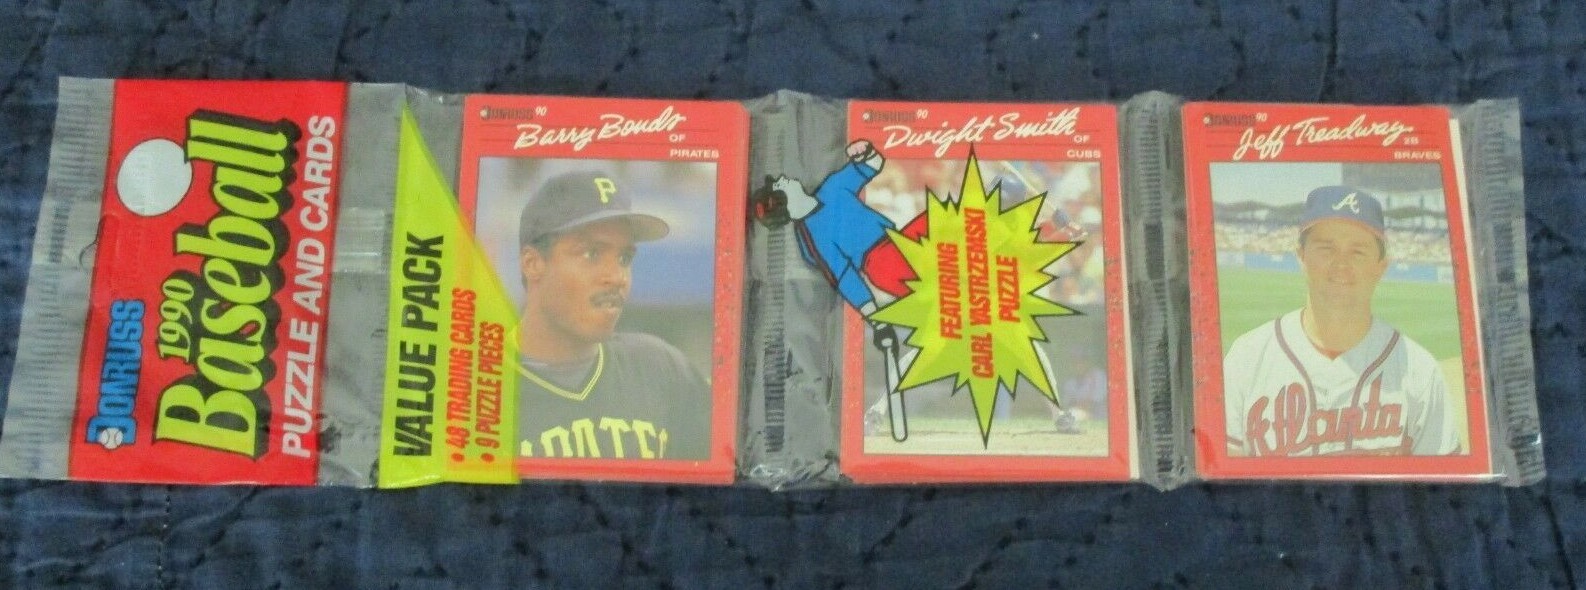 DONRUSS
1990
Baseball
PUZZLE AND CARDS
VALUE PACK
• 48 TRADING CARDS
• 9 PUZZLE PIECES
DONRUSS 90
Barry Bonds
OF
PIRATES
P
DONRUSS 90
Dwight Smith
OF
CUBS
FEATURING
CARL YASTRZEMSKI
PUZZLE
DONRUSS 90
Jeff Treadway
2B
BRAVES
A
Atlanta